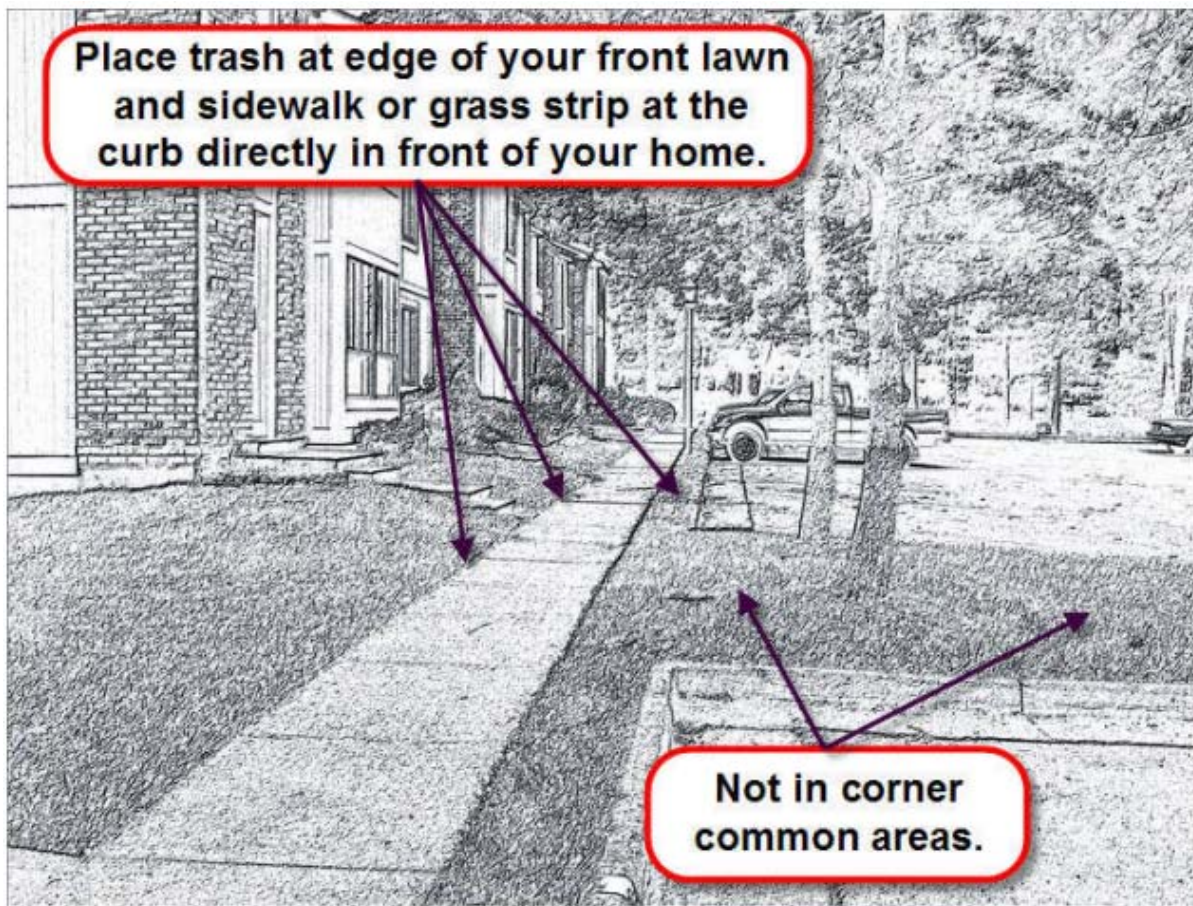 Place trash at edge of your front lawn
and sidewalk or grass strip at the
curb directly in front of your home.
Not in corner
common areas.